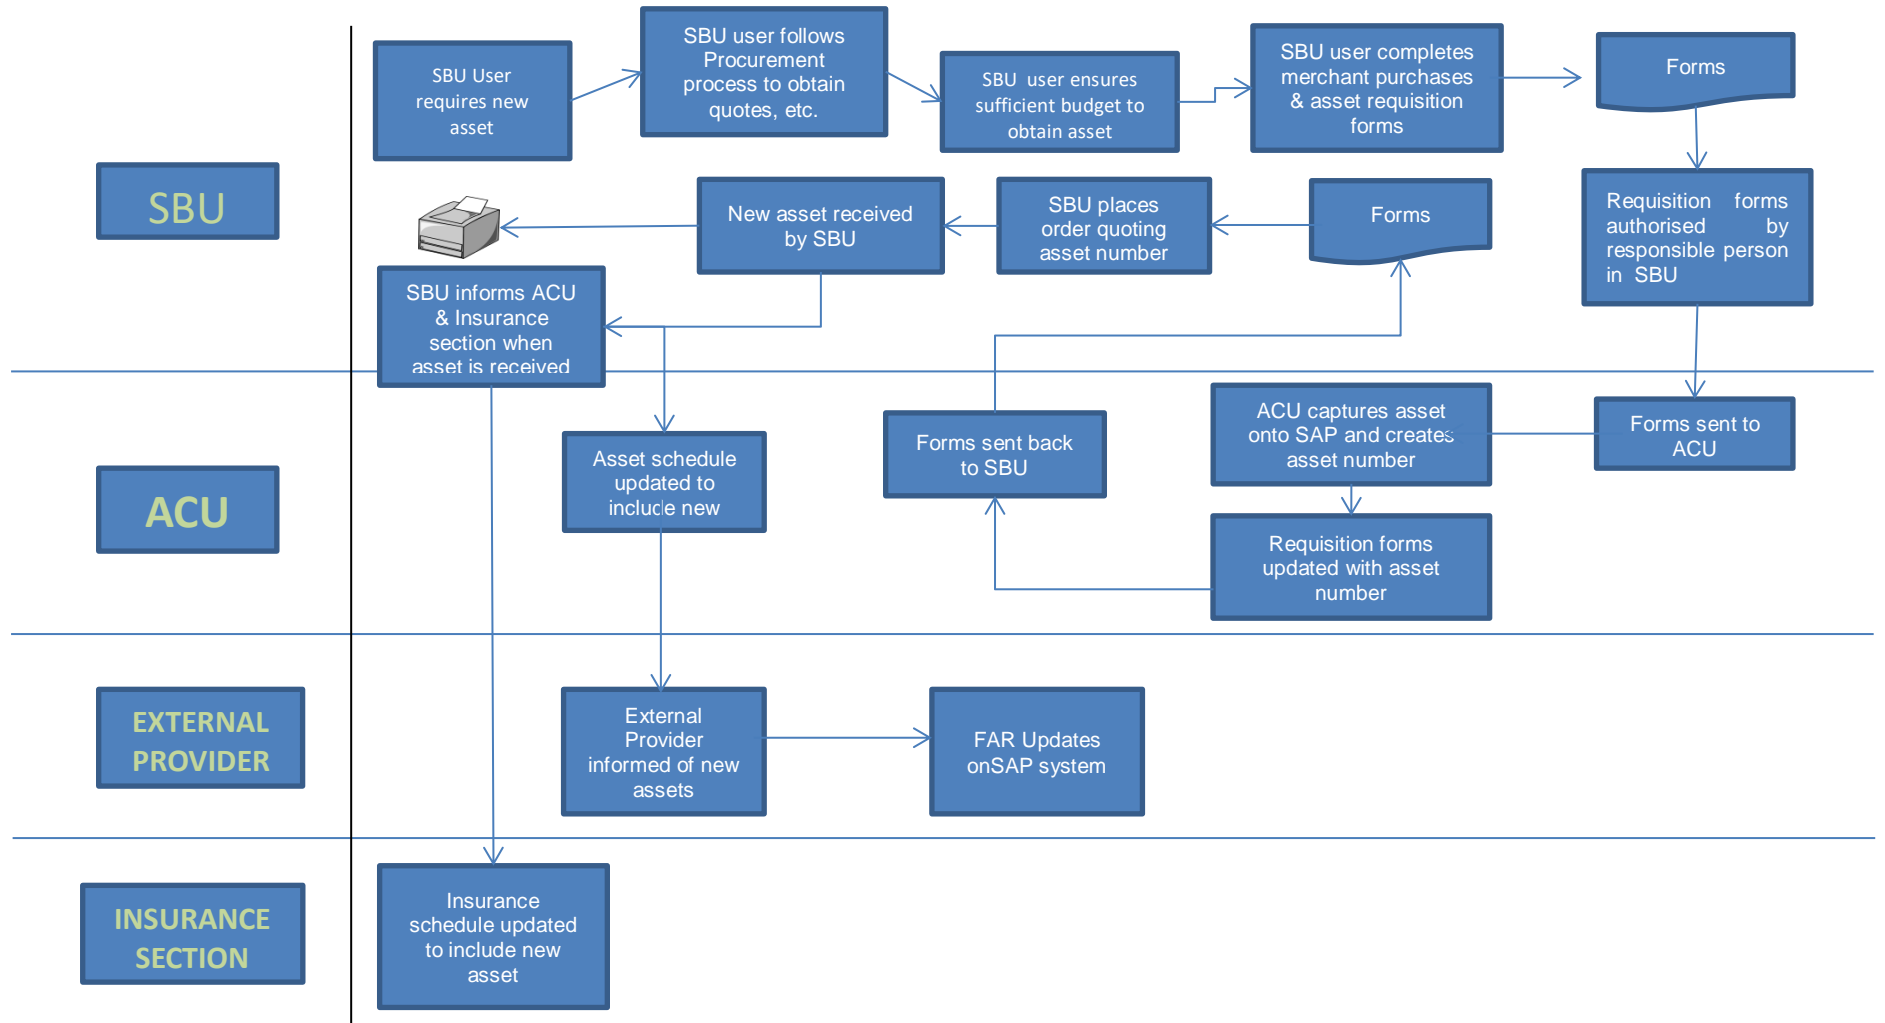 SBU User
requires new
asset
SBU user follows
Procurement
process to obtain
quotes, etc.
SBU user ensures
sufficient budget to
obtain asset
SBU user completes
merchant purchases
& asset requisition
forms
Forms
SBU
New asset received
by SBU
SBU places
order quoting
asset number
Forms
Requisition forms
authorised by
responsible person
in SBU
SBU informs ACU
& Insurance
section when
asset is received
ACU
Asset schedule
updated to
include new
Forms sent back
to SBU
ACU captures asset
onto SAP and creates
asset number
Forms sent to
ACU
Requisition forms
updated with asset
number
EXTERNAL
PROVIDER
External
Provider
informed of new
assets
FAR Updates
onSAP system
INSURANCE
SECTION
Insurance
schedule updated
to include new
asset